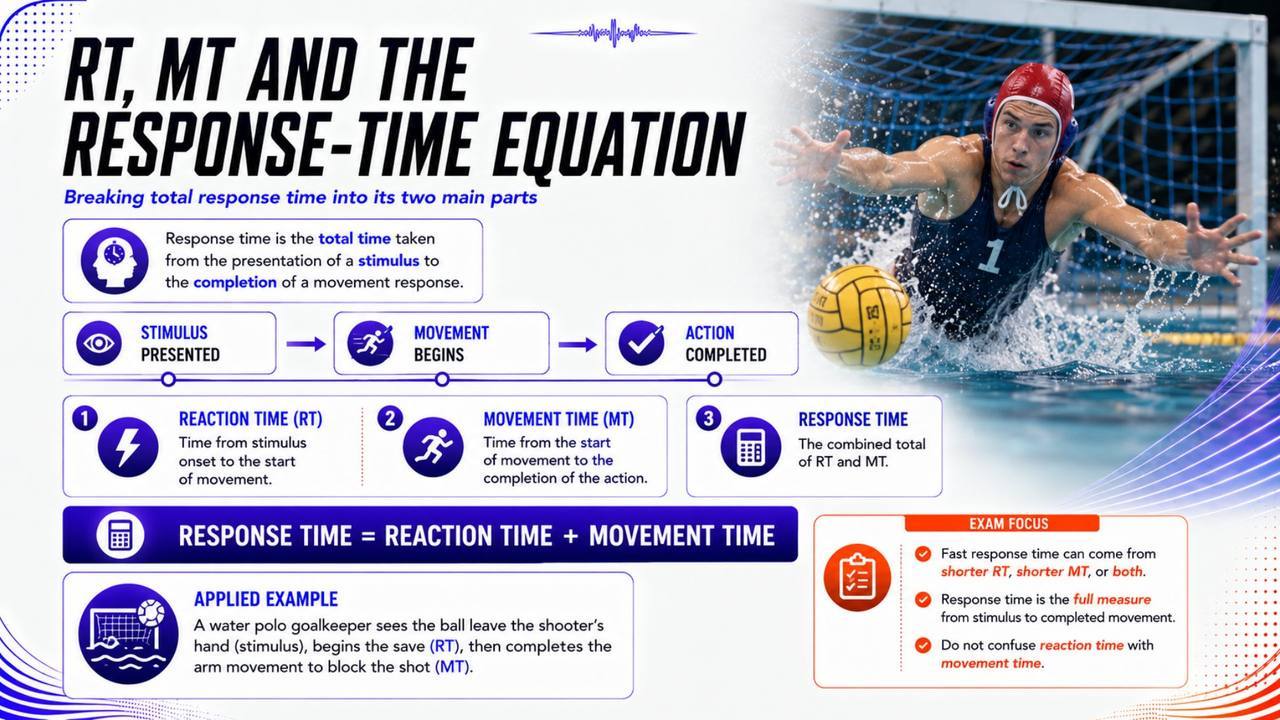 RT, MT AND THE
RESPONSE-TIME EQUATION
Breaking total response time into its two main parts
Response time is the total time taken
from the presentation of a stimulus to
the completion of a movement response.
STIMULUS
PRESENTED
MOVEMENT
BEGINS
ACTION
COMPLETED
1
REACTION TIME (RT)
Time from stimulus
onset to the start
of movement.
2
MOVEMENT TIME (MT)
Time from the start
of movement to the
completion of the action.
3
RESPONSE TIME
The combined total
of RT and MT.
RESPONSE TIME = REACTION TIME + MOVEMENT TIME
APPLIED EXAMPLE
A water polo goalkeeper sees the ball leave the shooter's
hand (stimulus), begins the save (RT), then completes the
arm movement to block the shot (MT).
1
EXAM FOCUS
Fast response time can come from
shorter RT, shorter MT, or both.
Response time is the full measure
from stimulus to completed movement.
Do not confuse reaction time with
movement time.